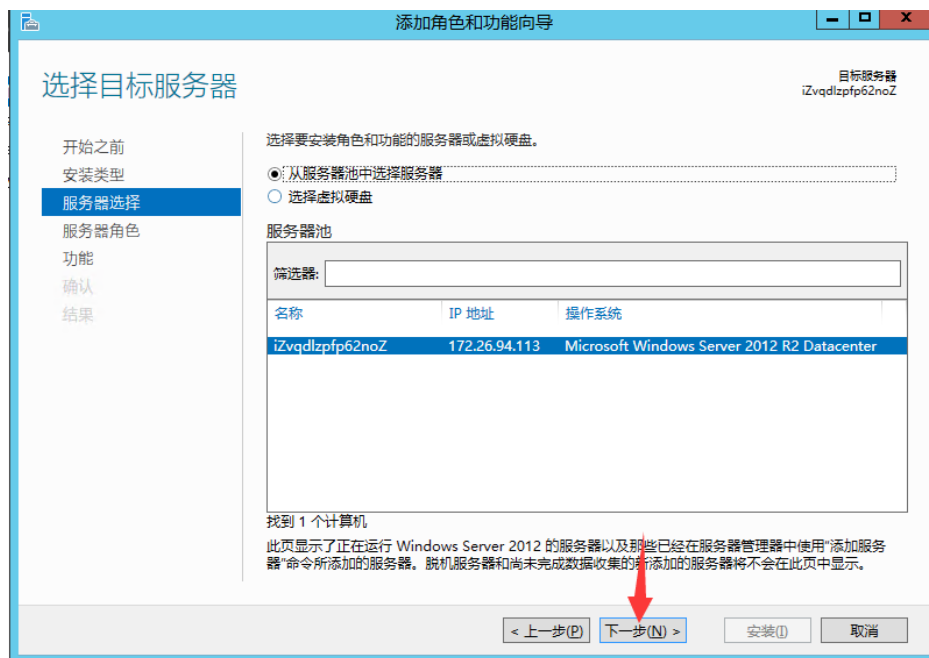 添加角色和功能向导
选择目标服务器
目标服务器
iZvqdlzpfp62noZ
开始之前
安装类型
服务器选择
服务器角色
功能
确认
结果
选择要安装角色和功能的服务器或虚拟硬盘。
从服务器池中选择服务器
选择虚拟硬盘
服务器池
筛选器:
名称 IP 地址 操作系统
iZvqdlzpfp62noZ 172.26.94.113 Microsoft Windows Server 2012 R2 Datacenter
找到 1 个计算机
此页显示了正在运行 Windows Server 2012 的服务器以及那些已经在服务器管理器中使用"添加服务
器"命令所添加的服务器。脱机服务器和尚未完成数据收集的新添加的服务器将不会在此页中显示。
< 上一步(P) 下一步(N) > 安装(I) 取消